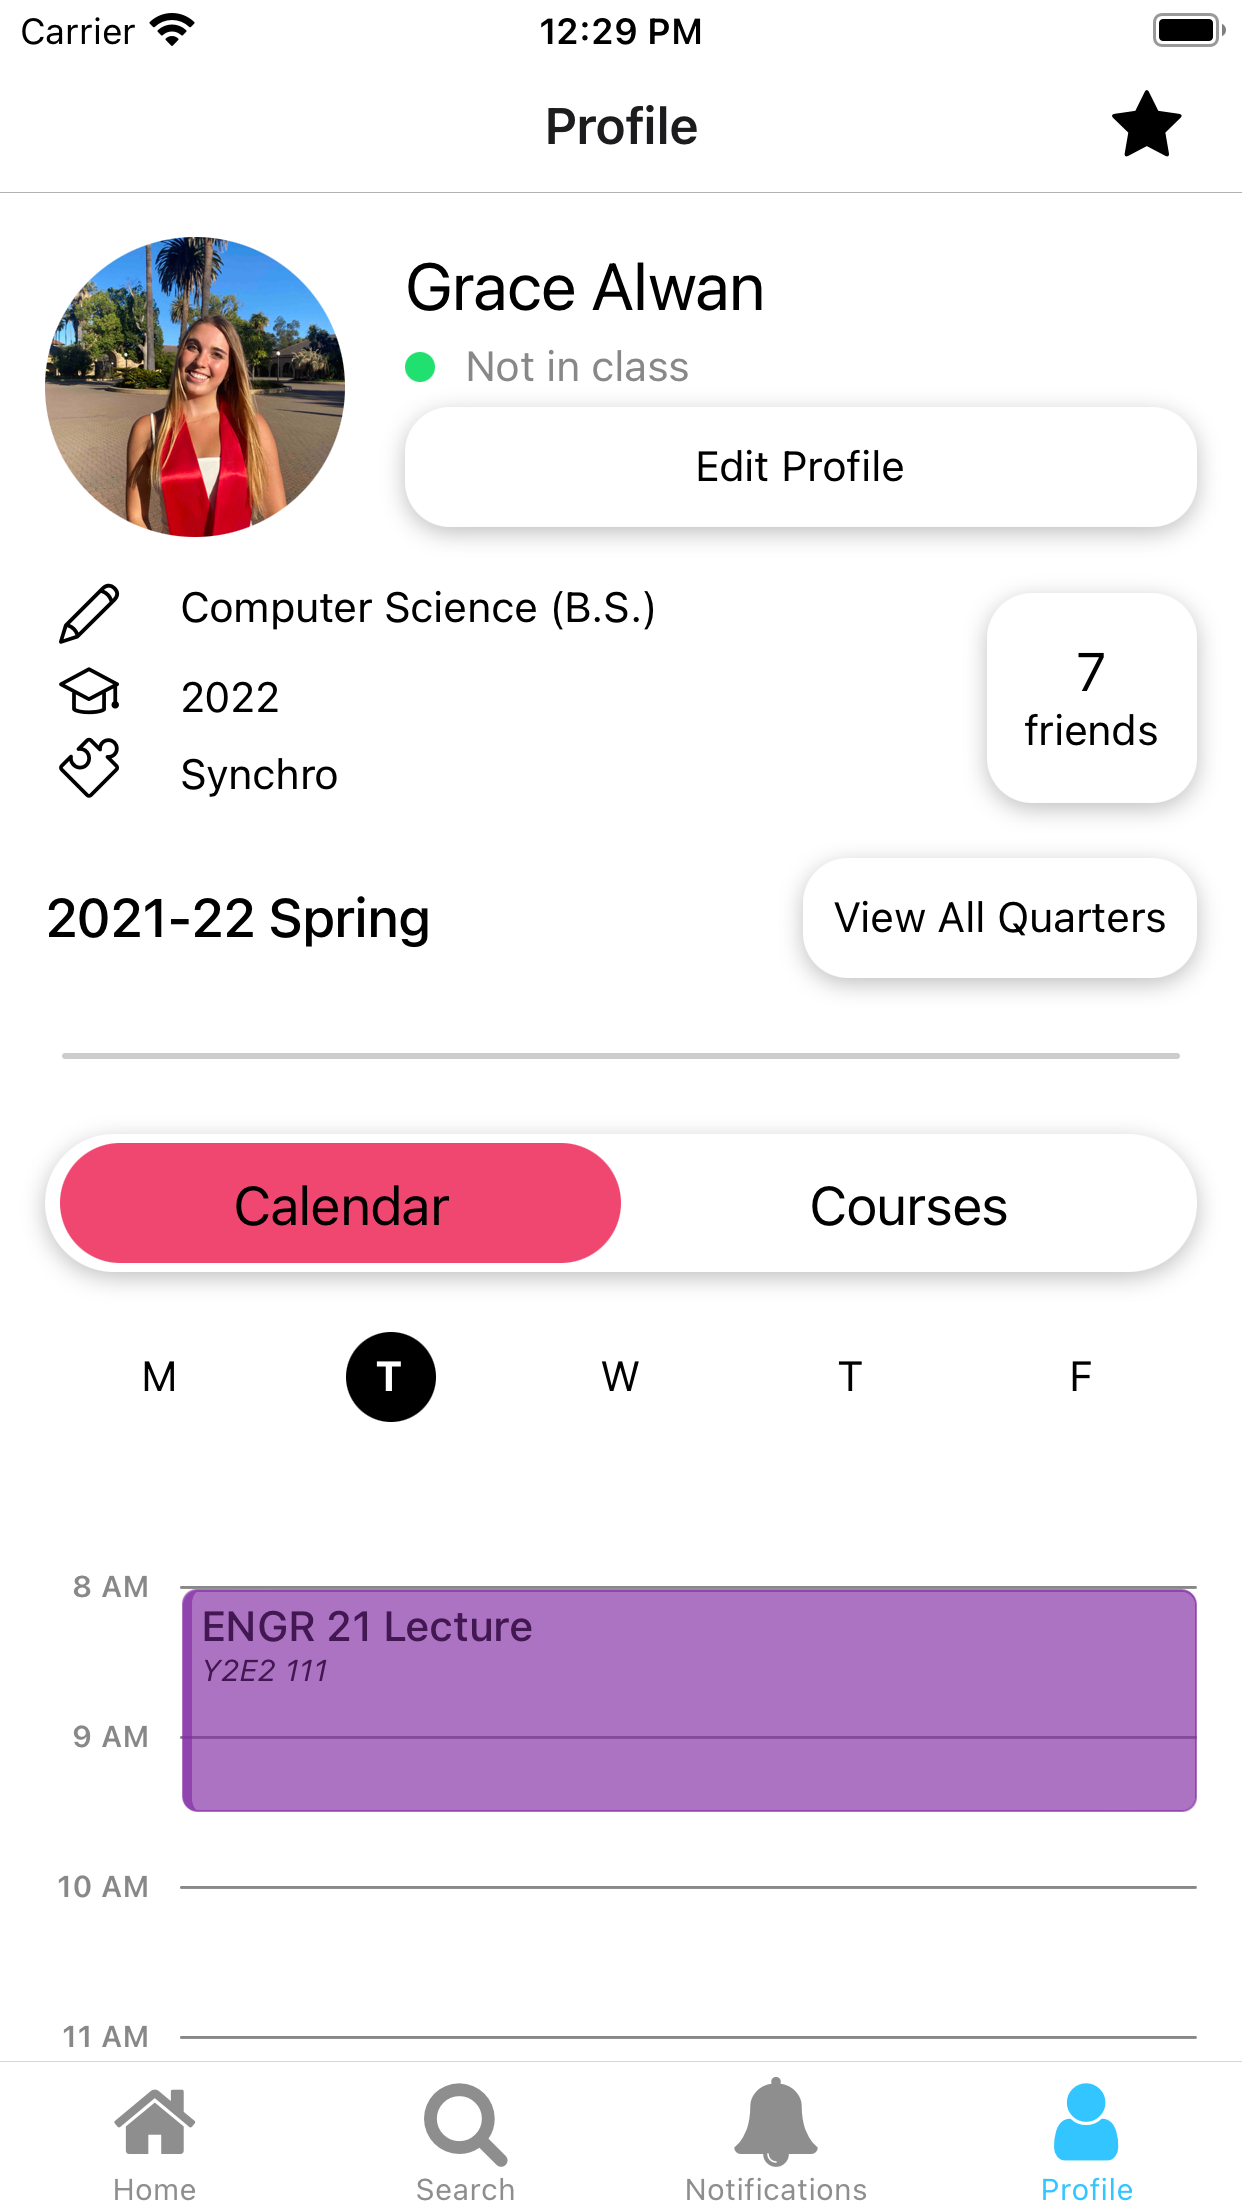 Carrier 12:29 PM
Profile
Grace Alwan
Not in class
Edit Profile
Computer Science (B.S.)
2022
Synchro
7
friends
2021-22 Spring
View All Quarters
Calendar Courses
M T W T F
8 AM
ENGR 21 Lecture
Y2E2 111
9 AM
10 AM
11 AM
Home Search Notifications Profile